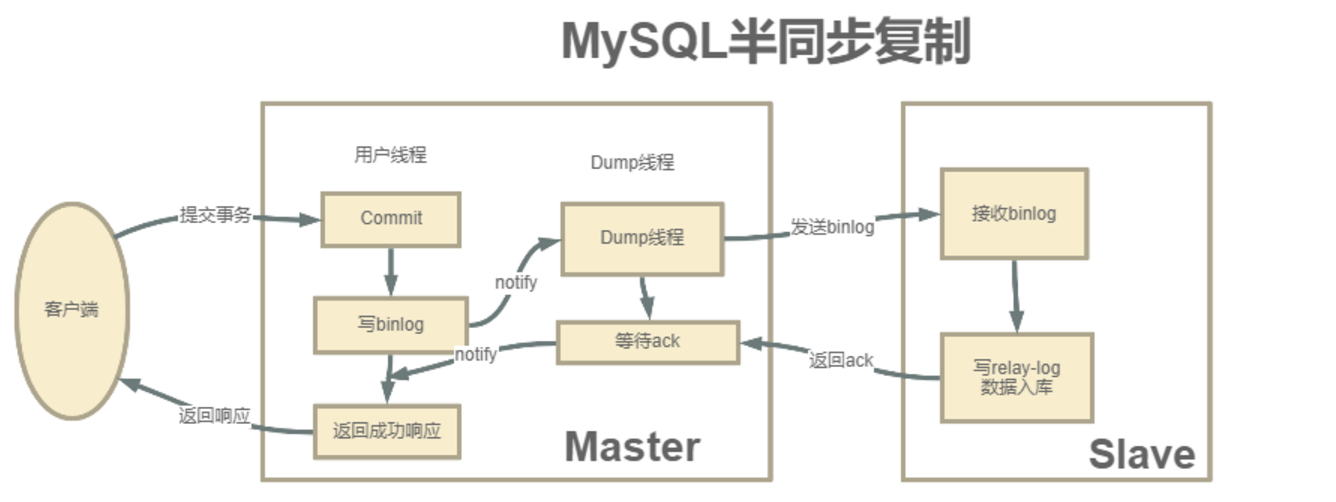 MySQL半同步复制
用户线程
Dump线程
提交事务
Commit
Dump线程
发送binlog
接收binlog
notify
客户端
写binlog
等待ack
notify
返回ack
写relay-log
数据入库
返回响应
返回成功响应
Master
Slave